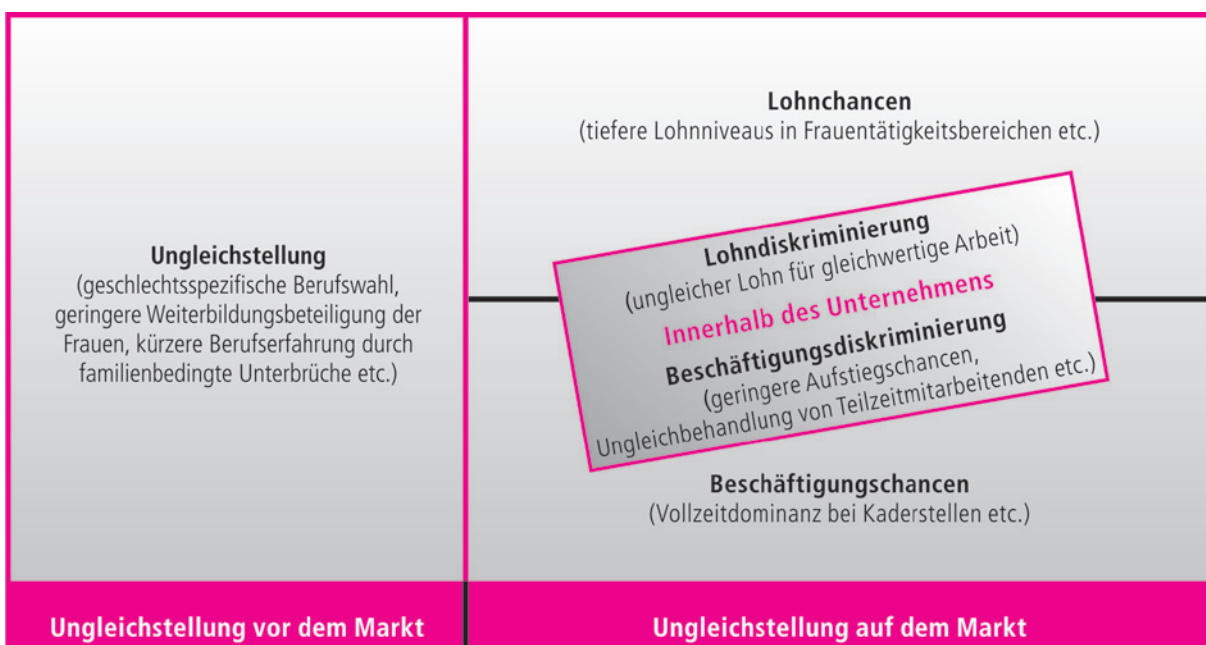 Ungleichstellung
(geschlechtsspezifische Berufswahl,
geringere Weiterbildungsbeteiligung der
Frauen, kürzere Berufserfahrung durch
familienbedingte Unterbrüche etc.)
Ungleichstellung vor dem Markt
Lohnchancen
(tiefere Lohnniveaus in Frauentätigkeitsbereichen etc.)
Lohndiskriminierung
(ungleicher Lohn für gleichwertige Arbeit)
Innerhalb des Unternehmens
Beschäftigungsdiskriminierung
(geringere Aufstiegschancen,
Ungleichbehandlung von Teilzeitmitarbeitenden etc.)
Beschäftigungschancen
(Vollzeitdominanz bei Kaderstellen etc.)
Ungleichstellung auf dem Markt